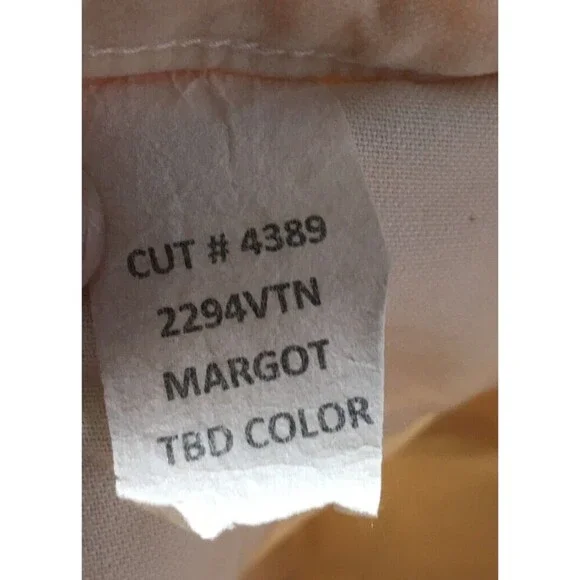 CUT # 4389
2294VTN
MARGOT
TBD COLOR